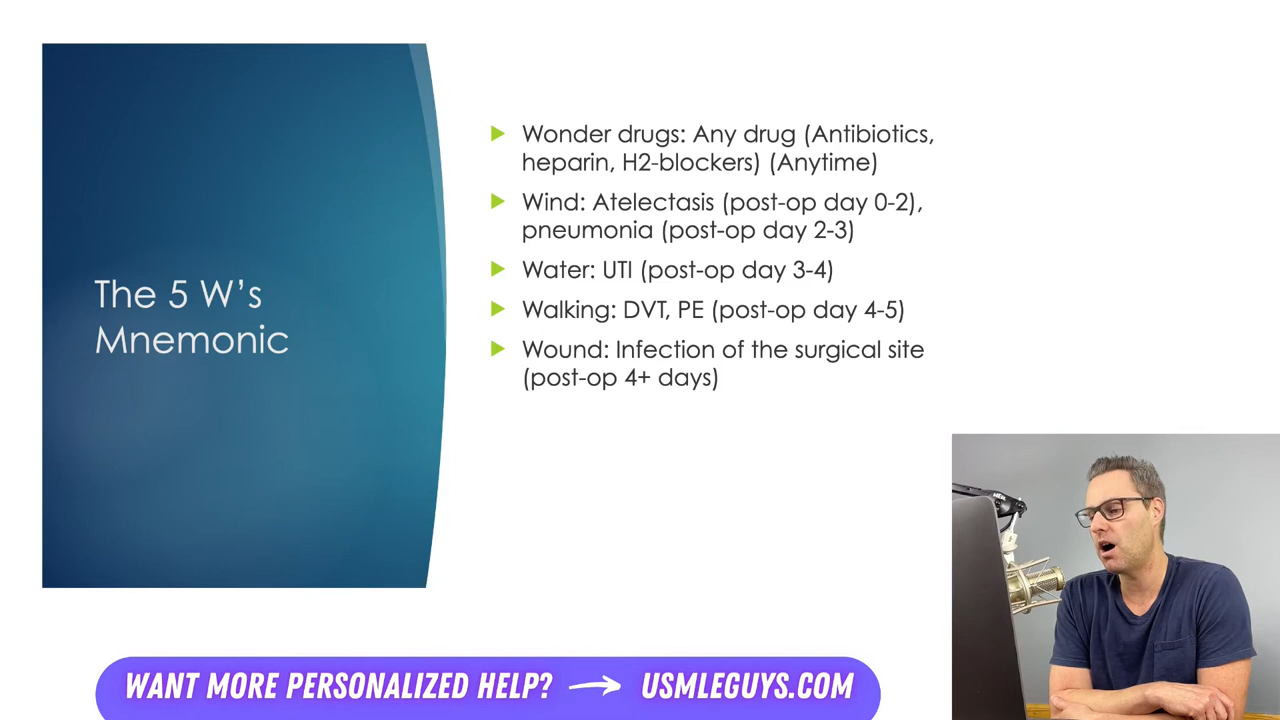 The 5 W's
Mnemonic
Wonder drugs: Any drug (Antibiotics,
heparin, H2-blockers) (Anytime)
Wind: Atelectasis (post-op day 0-2),
pneumonia (post-op day 2-3)
Water: UTI (post-op day 3-4)
Walking: DVT, PE (post-op day 4-5)
Wound: Infection of the surgical site
(post-op 4+ days)
WANT MORE PERSONALIZED HELP? → USMLEGUYS.COM